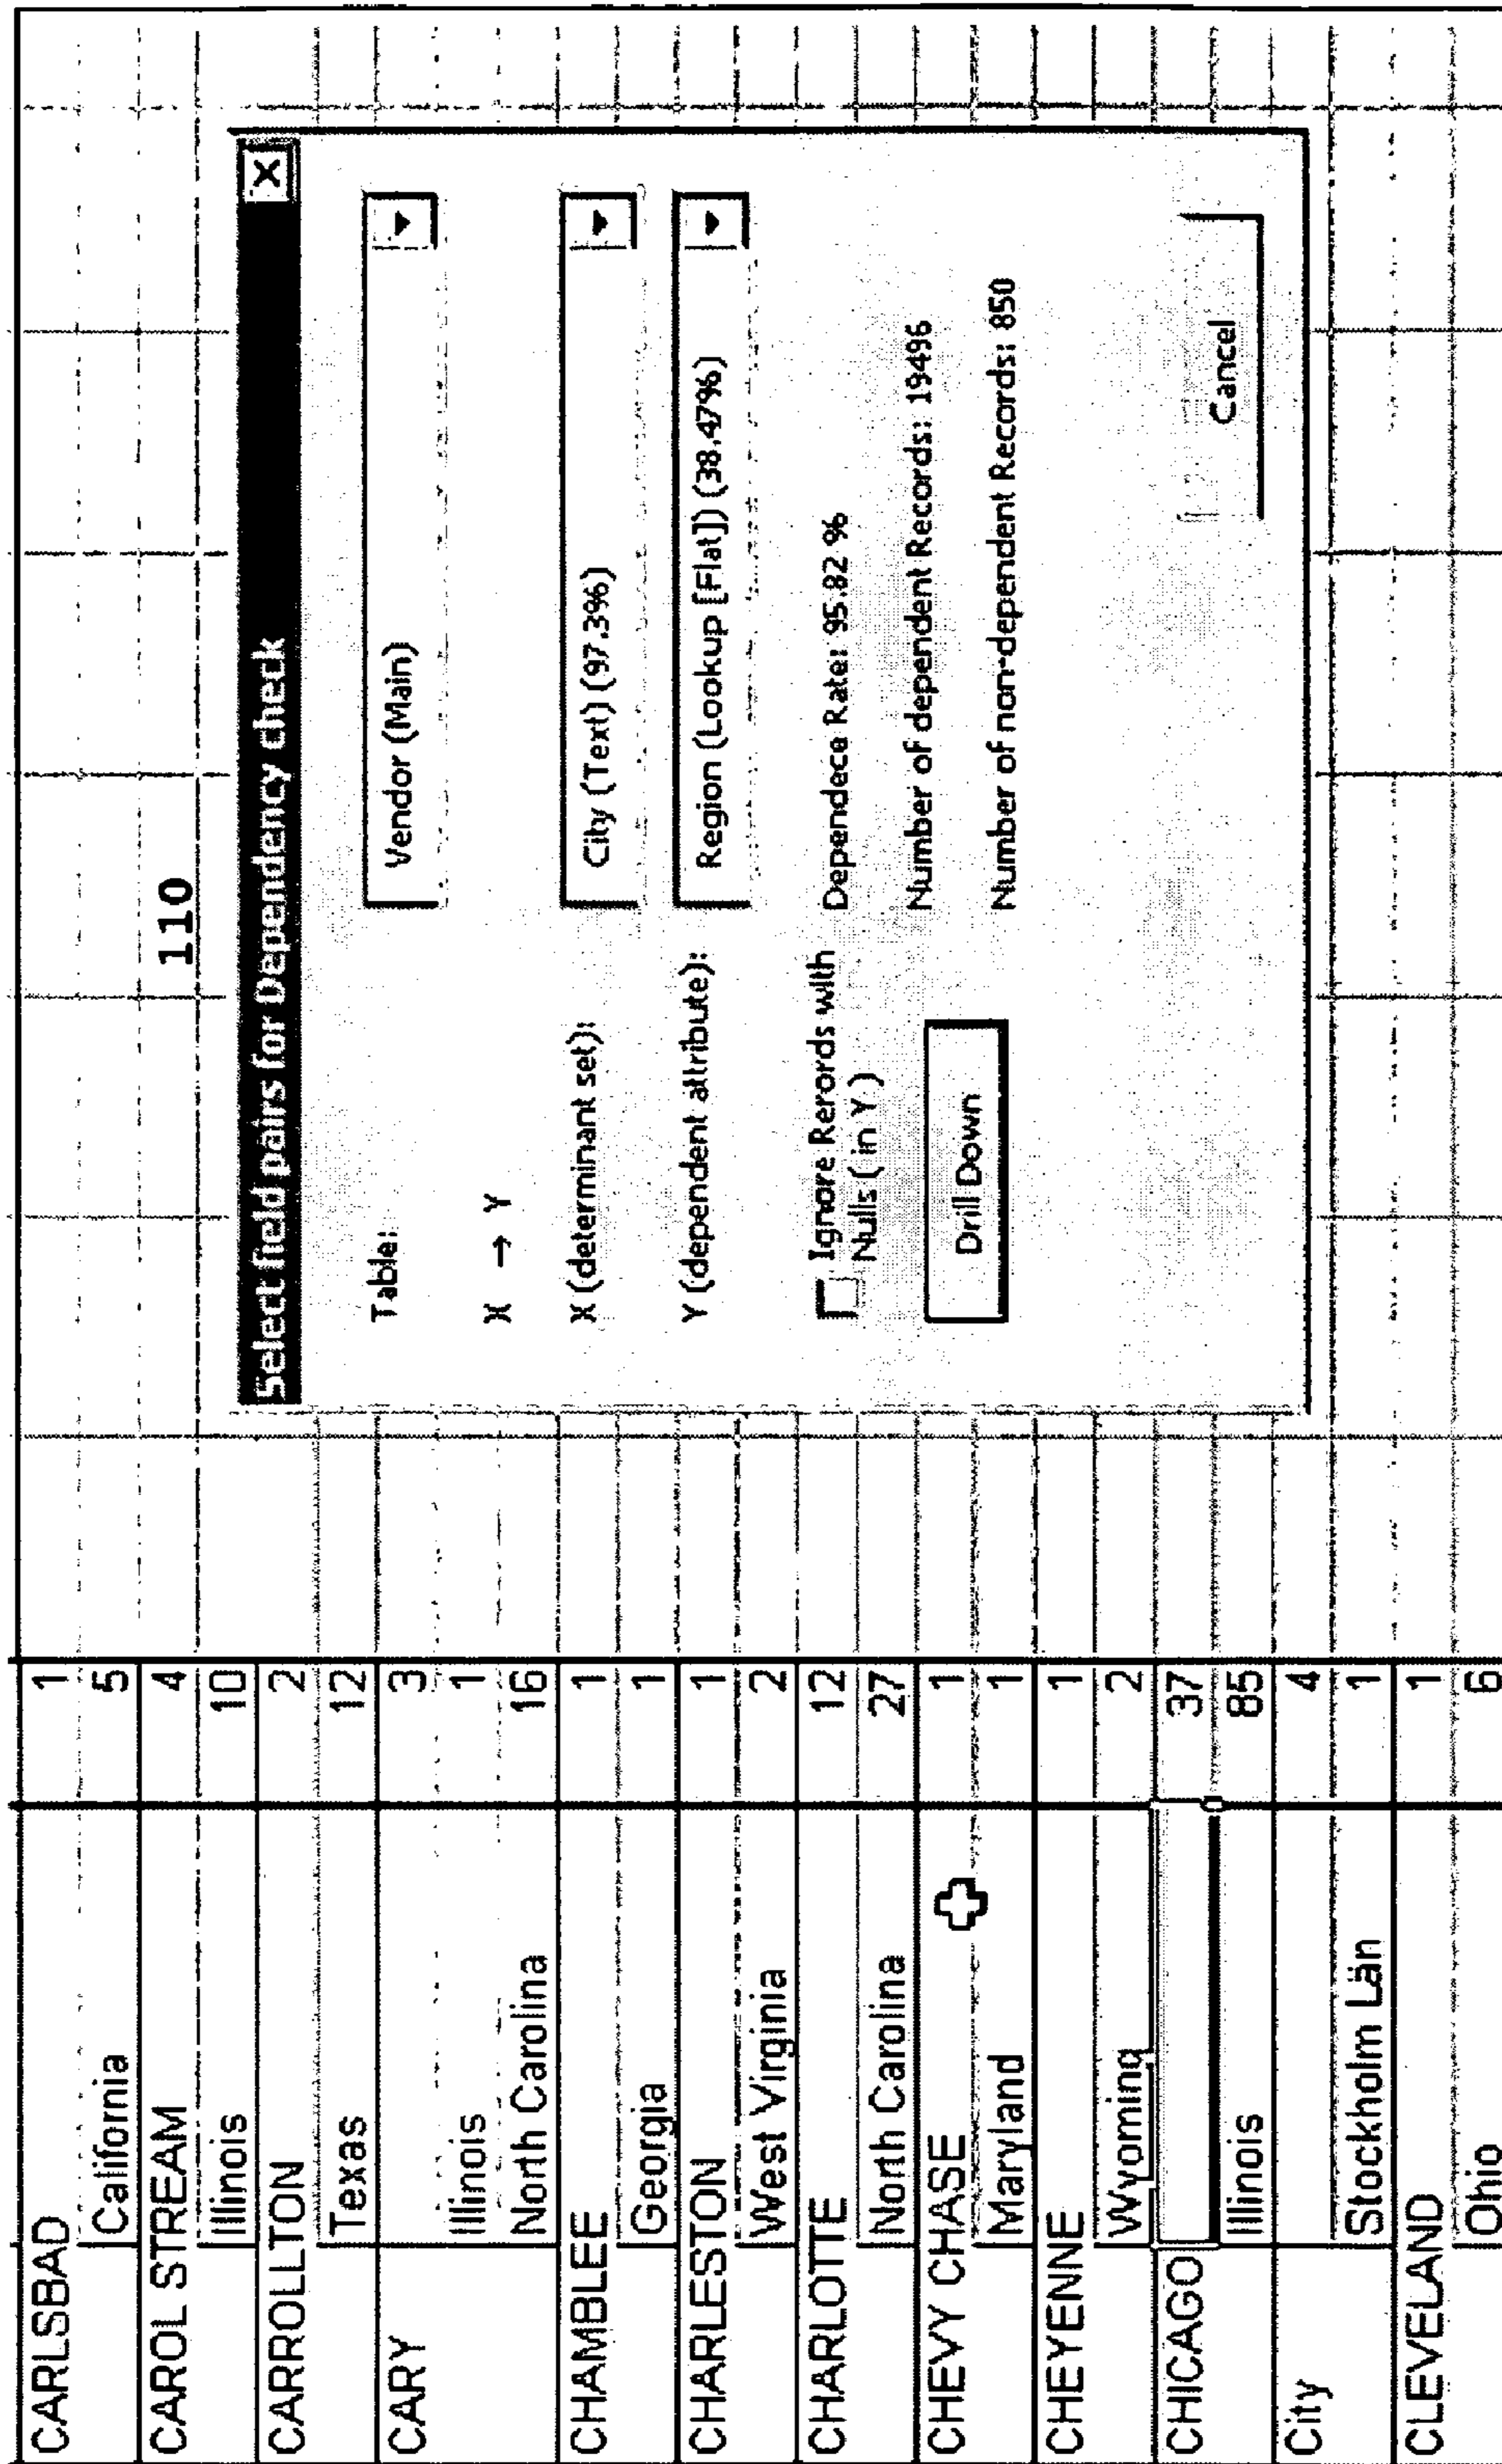 CARLSBAD 1
California 5
CAROL STREAM 4
Illinois 10
CARROLLTON 2
Texas 12
CARY 3
Illinois 1
North Carolina 16
CHAMBLEE 1
Georgia 1
CHARLESTON 1
West Virginia 2
CHARLOTTE 12
North Carolina 27
CHEVY CHASE 1
Maryland 1
CHEYENNE 1
Wyoming 2
CHICAGO 37
Illinois 85
City 4
Stockholm Län 1
CLEVELAND 1
Ohio 6
110
Select field pairs for Dependency check X
Table: Vendor (Main)
X → Y
X (determinant set): City (Text) (97.3%)
Y (dependent attribute): Region (Lookup [Flat]) (38.47%)
Ignore Rerords with
Nulls ( in Y )
Dependece Rate: 95.82 %
Number of dependent Records: 19496
Number of non-dependent Records: 850
Drill Down
Cancel